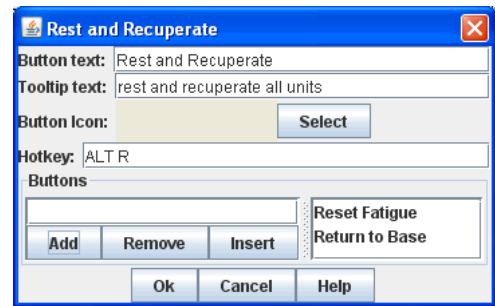 Rest and Recuperate
Button text: Rest and Recuperate
Tooltip text: rest and recuperate all units
Button Icon: Select
Hotkey: ALT R
Buttons
Reset Fatigue
Return to Base
Add Remove Insert
Ok Cancel Help